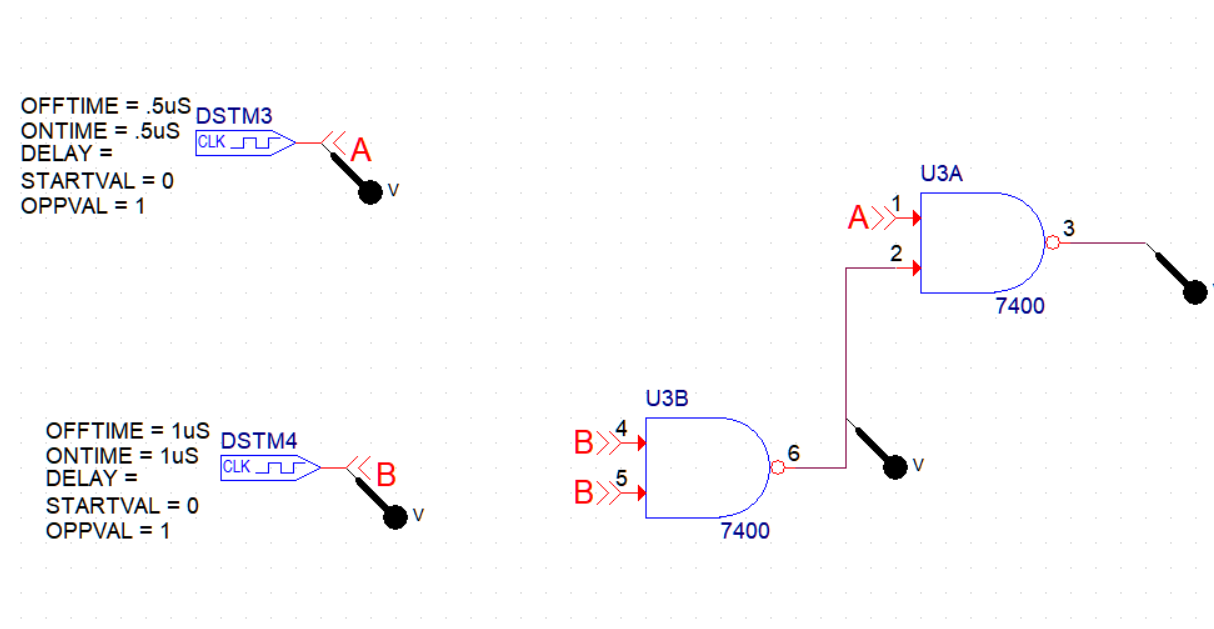 OFFTIME = .5uS
ONTIME = .5uS
DELAY =
STARTVAL = 0
OPPVAL = 1
DSTM3
CLK
A
V
U3A
A
1
2
3
7400
V
OFFTIME = 1uS
ONTIME = 1uS
DELAY =
STARTVAL = 0
OPPVAL = 1
DSTM4
CLK
B
V
U3B
B
4
B
5
6
7400
V